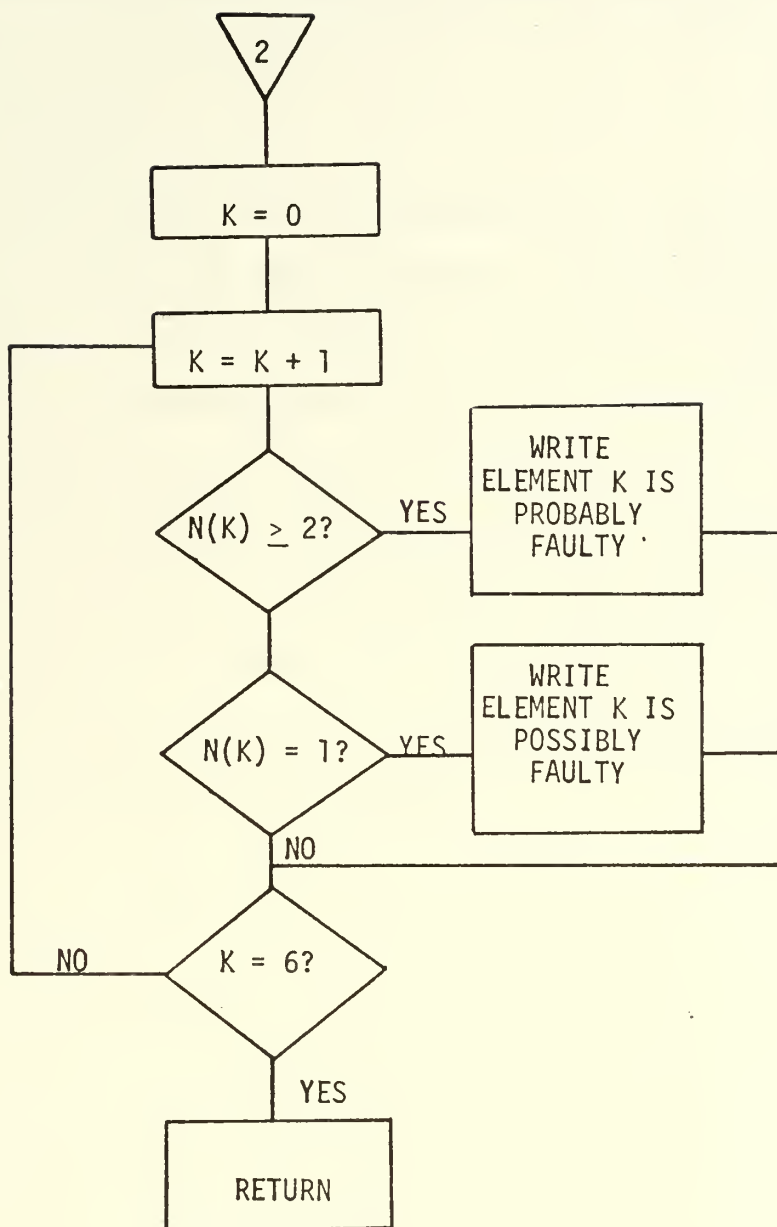 2
K = 0
K = K + 1
N(K) ≥ 2?
YES
WRITE
ELEMENT K IS
PROBABLY
FAULTY
N(K) = 1?
YES
WRITE
ELEMENT K IS
POSSIBLY
FAULTY
NO
K = 6?
NO
YES
RETURN